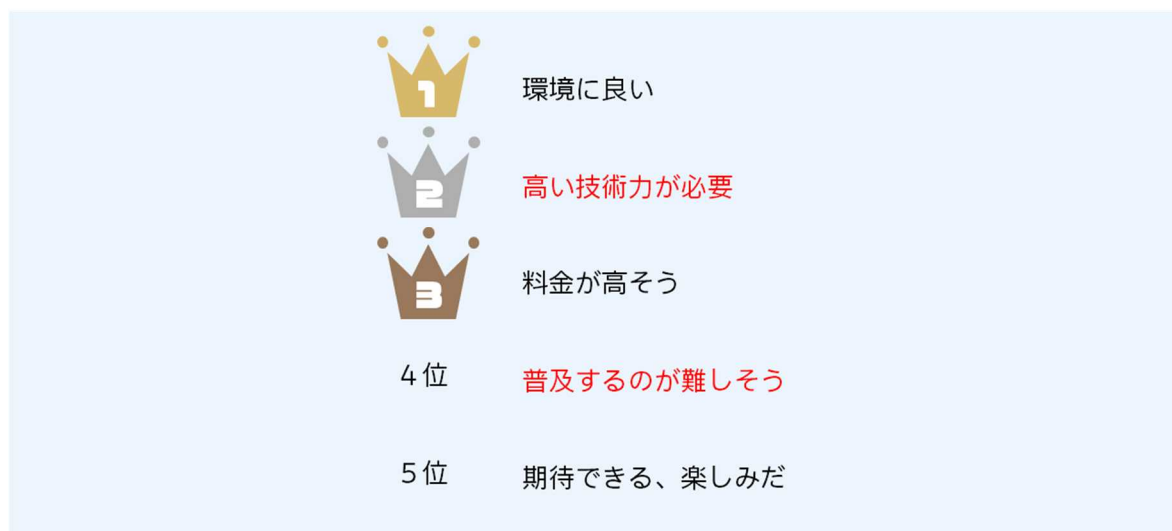 1 環境に良い
2 高い技術力が必要
3 料金が高そう
4位 普及するのが難しそう
5位 期待できる、楽しみだ